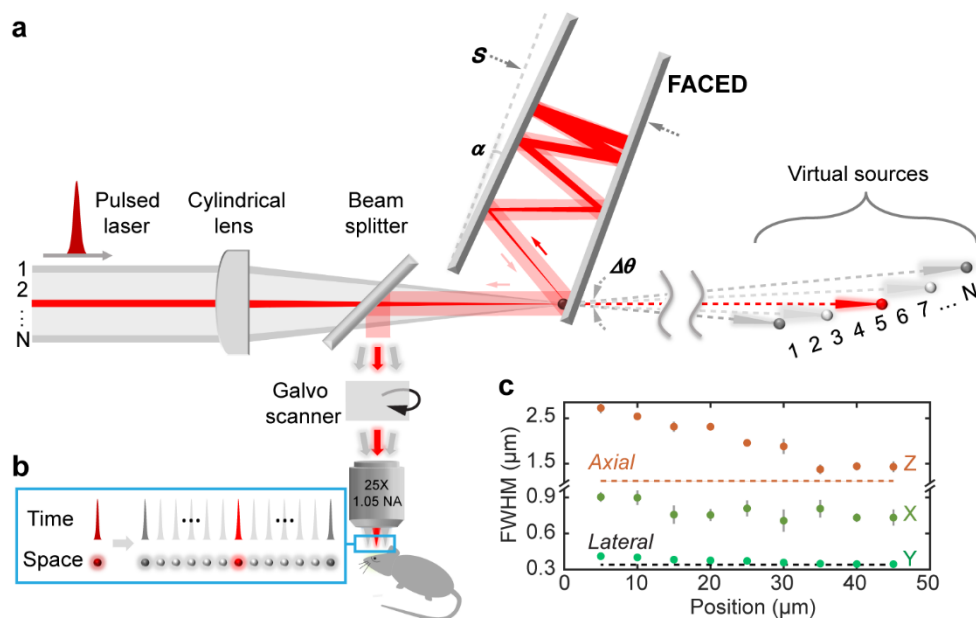 a
S
FACED
α
Virtual sources
Pulsed
laser
Cylindrical
lens
Beam
splitter
Δθ
1
2
⋮
N
1 2 3 4 5 6 7 ... N
Galvo
scanner
25X
1.05 NA
b
Time
...
...
Space
c
FWHM (µm)
2.5
1.5
0.9
0.6
0.3
Axial
Z
X
Lateral
Y
0 10 20 30 40 50
Position (µm)